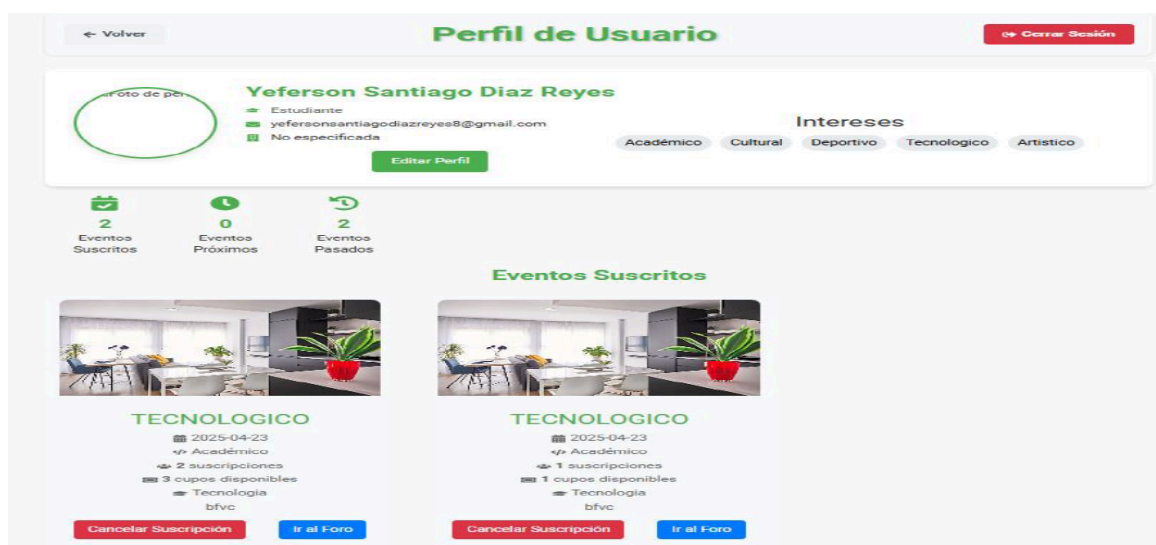 ← Volver
Perfil de Usuario
Cerrar Sesión
Foto de per
Yeferson Santiago Diaz Reyes
Estudiante
yefersonsantiagodiazreyes8@gmail.com
No especificada
Editar Perfil
Intereses
Académico Cultural Deportivo Tecnologico Artistico
2
Eventos
Suscritos
0
Eventos
Próximos
2
Eventos
Pasados
Eventos Suscritos
TECNOLOGICO
2025-04-23
Académico
2 suscripciones
3 cupos disponibles
Tecnologia
bfvc
Cancelar Suscripción
Ir al Foro
TECNOLOGICO
2025-04-23
Académico
1 suscripciones
1 cupos disponibles
Tecnologia
bfvc
Cancelar Suscripción
Ir al Foro